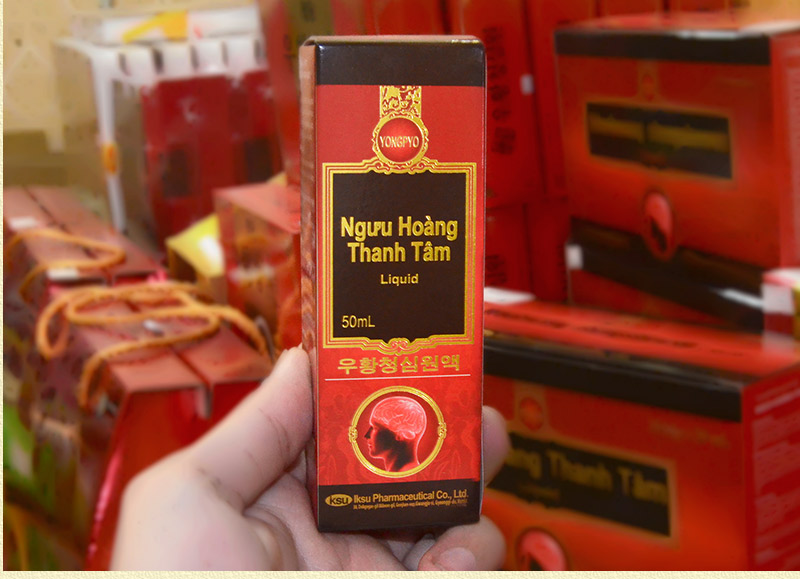 YONGPYO
Ngưu Hoàng
Thanh Tâm
Liquid
50mL
우황청심원액
ksu Iksu Pharmaceutical Co., Ltd.
Thanh Tâm